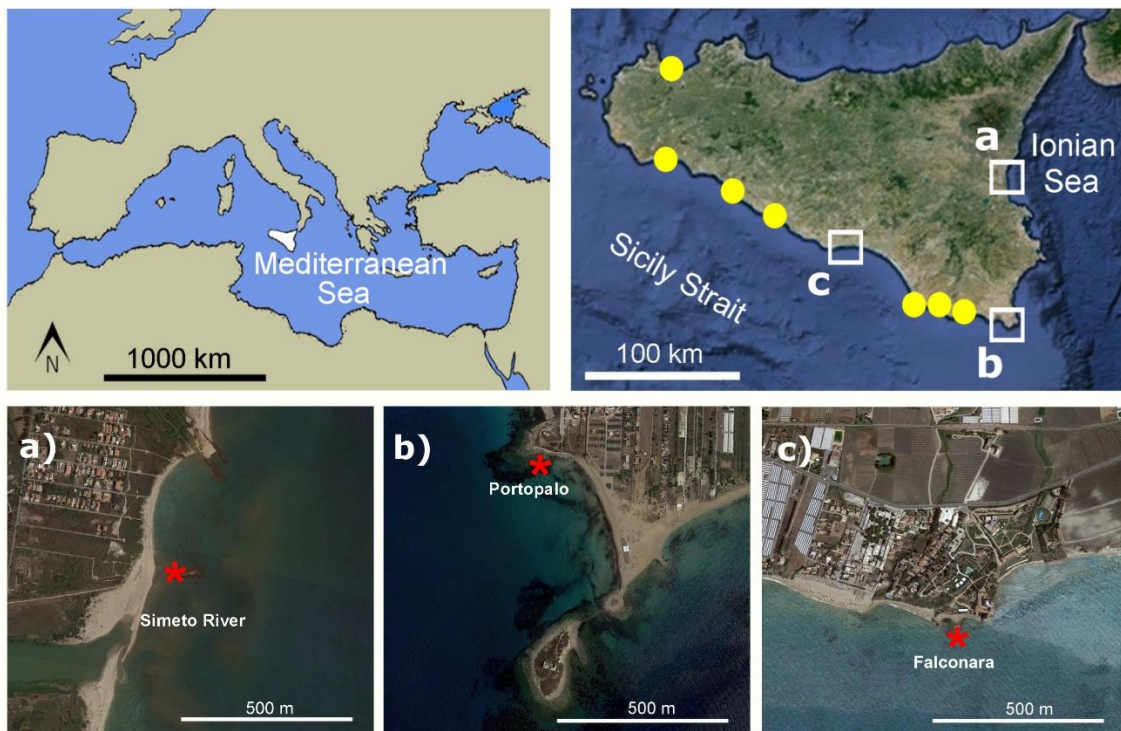 Mediterranean
Sea
N
1000 km
a
Ionian
Sea
Sicily Strait
c
b
100 km
a)
Simeto River
500 m
b)
Portopalo
500 m
c)
Falconara
500 m